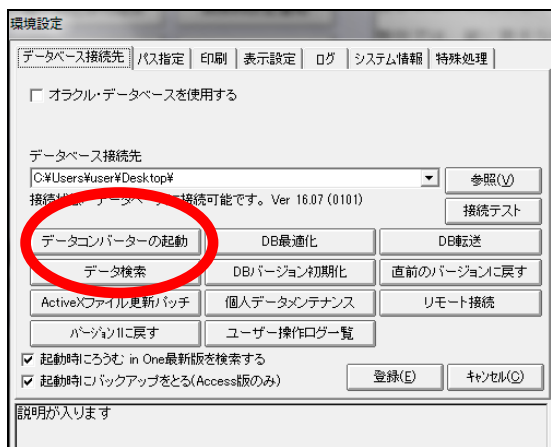 環境設定
データベース接続先 パス指定 印刷 表示設定 ログ システム情報 特殊処理
オラクル・データベースを使用する
データベース接続先
C:¥Users¥user¥Desktop¥ 参照(V)
可能です。Ver 16.07 (0101)
接続テスト
データコンバーターの起動 DB最適化 DB転送
データ検索 DBバージョン初期化 直前のバージョンに戻す
ActiveXファイル更新パッチ 個人データメンテナンス リモート接続
バージョン1に戻す ユーザー操作ログ一覧
起動時にろうむ in One最新版を検索する
起動時にバックアップをとる(Access版のみ) 登録(E) キャンセル(C)
説明が入ります